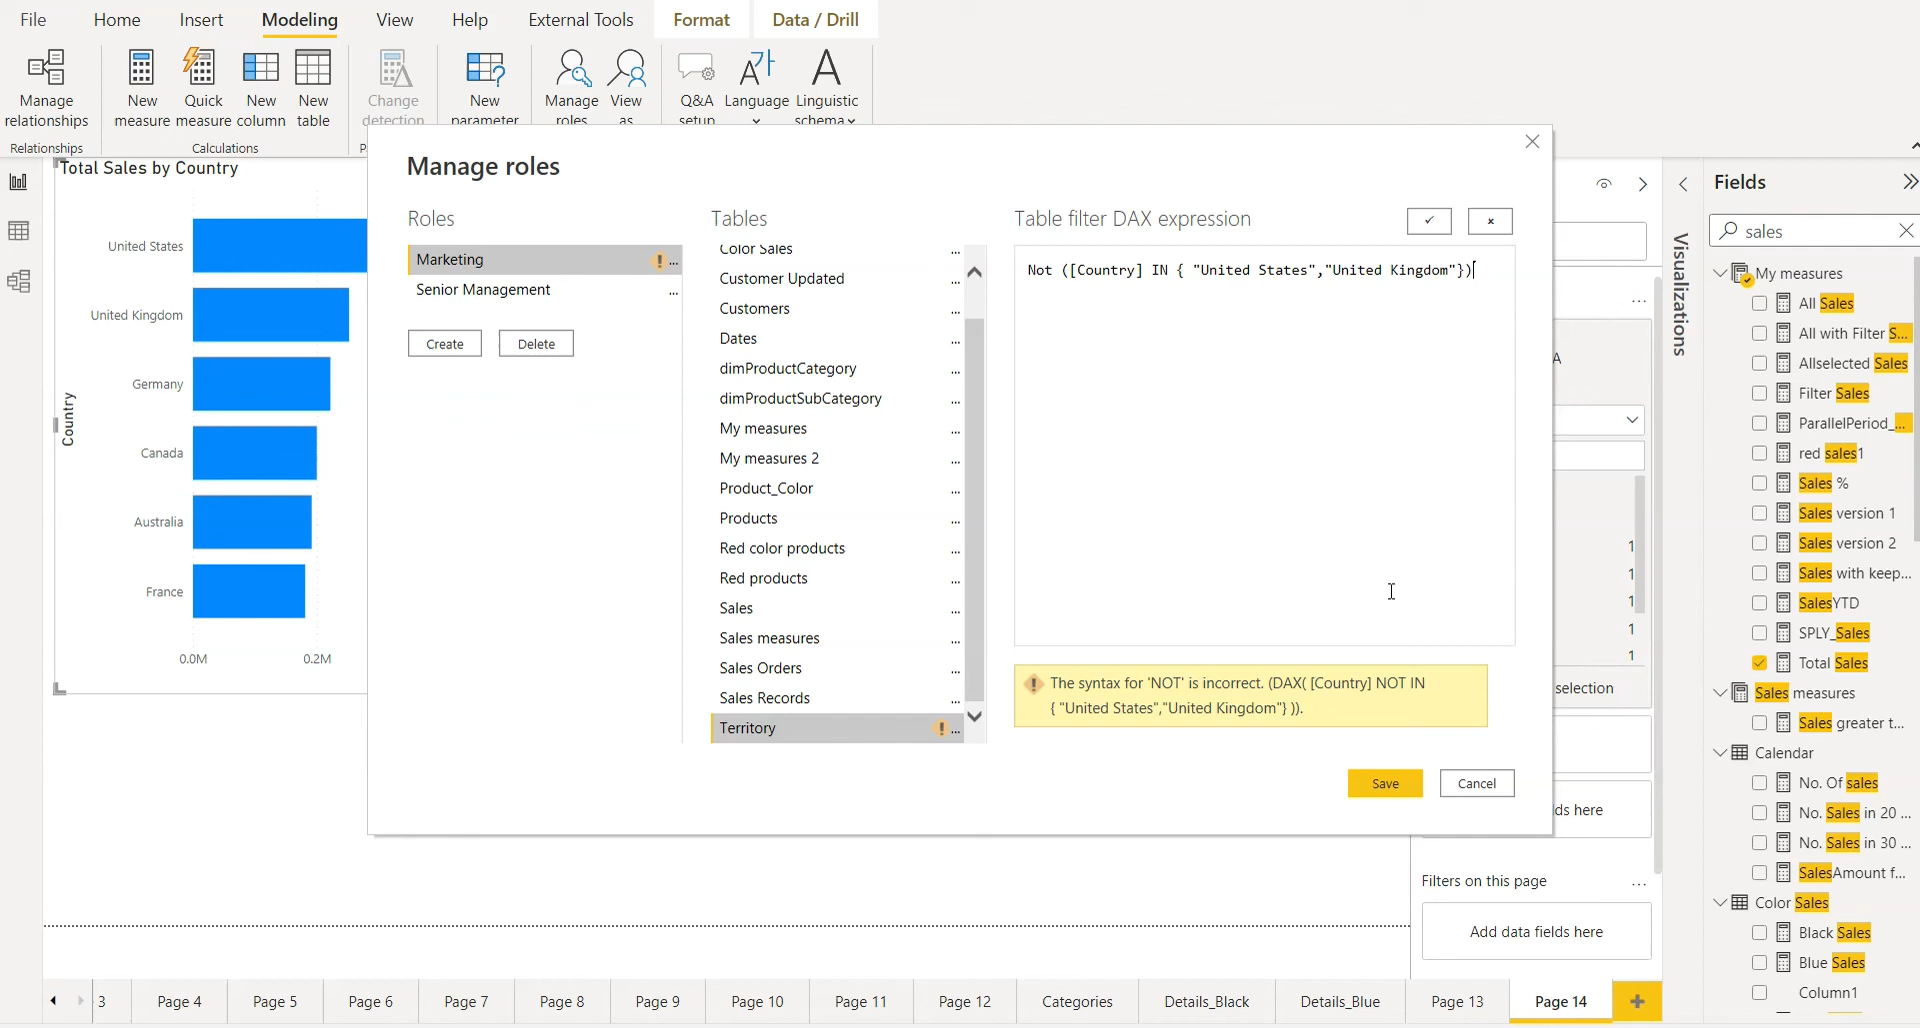 File Home Insert Modeling View Help External Tools Format Data / Drill
Manage relationships
New measure
Quick measure
New column
New table
Change detection
New parameter
Manage roles
View as
Q&A setup
Language
Linguistic schema
Relationships
Calculations
P
Total Sales by Country
United States
United Kingdom
Germany
Canada
Australia
France
Country
0.0M
0.2M
Manage roles
Roles
Marketing ...
Senior Management ...
Create
Delete
Tables
Color Sales ...
Customer Updated ...
Customers ...
Dates ...
dimProductCategory ...
dimProductSubCategory ...
My measures ...
My measures 2 ...
Product_Color ...
Products ...
Red color products ...
Red products ...
Sales ...
Sales measures ...
Sales Orders ...
Sales Records ...
Territory ...
Table filter DAX expression
Not ([Country] IN { "United States","United Kingdom"})
The syntax for 'NOT' is incorrect. (DAX( [Country] NOT IN
{ "United States","United Kingdom"} )).
Save
Cancel
A
1
1
1
1
1
selection
ds here
Filters on this page ...
Add data fields here
Visualizations
Fields
sales
My measures
All Sales
All with Filter S...
Allselected Sales
Filter Sales
ParallelPeriod_...
red sales1
Sales %
Sales version 1
Sales version 2
Sales with keep...
SalesYTD
SPLY_Sales
Total Sales
Sales measures
Sales greater t...
Calendar
No. Of sales
No. Sales in 20 ...
No. Sales in 30 ...
SalesAmount f...
Color Sales
Black Sales
Blue Sales
Column1
3 Page 4 Page 5 Page 6 Page 7 Page 8 Page 9 Page 10 Page 11 Page 12 Categories Details_Black Details_Blue Page 13 Page 14 +